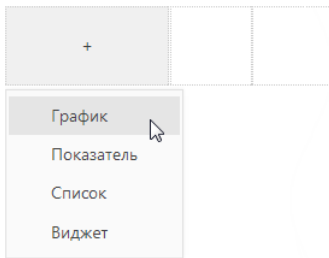 +
График
Показатель
Список
Виджет